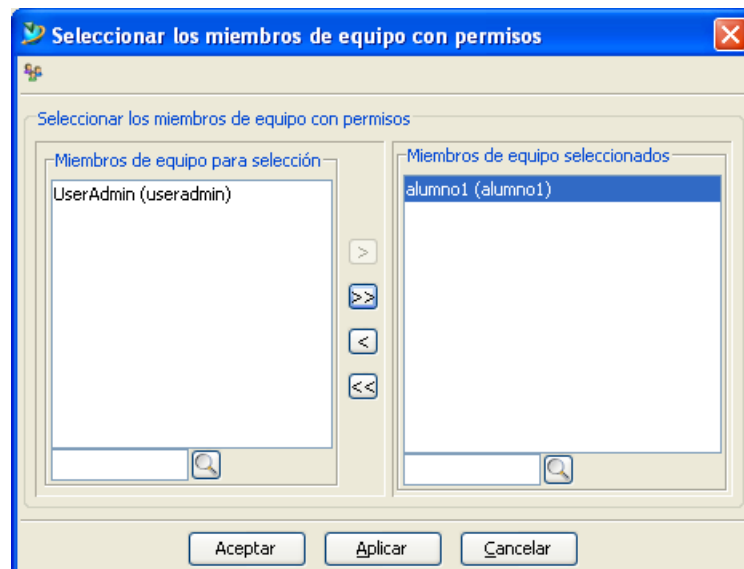 Seleccionar los miembros de equipo con permisos
Seleccionar los miembros de equipo con permisos
Miembros de equipo para selección
UserAdmin (useradmin)
>
>>
<
<<
Miembros de equipo seleccionados
alumno1 (alumno1)
Aceptar
Aplicar
Cancelar